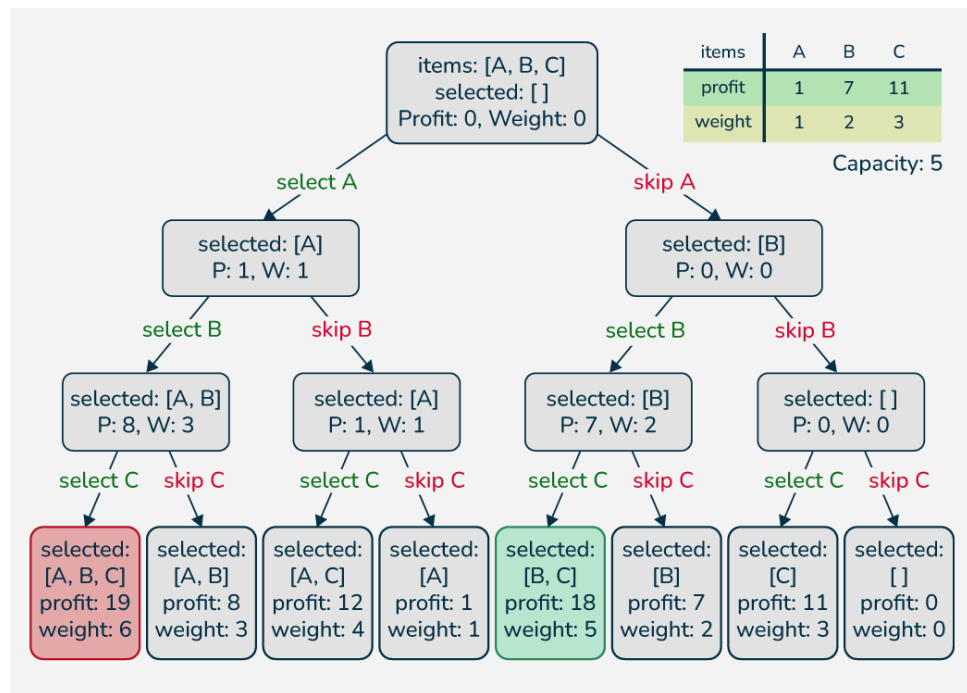 items: [A, B, C]
selected: [ ]
Profit: 0, Weight: 0
items A B C
profit 1 7 11
weight 1 2 3
Capacity: 5
select A
skip A
selected: [A]
P: 1, W: 1
selected: [B]
P: 0, W: 0
select B
skip B
select B
skip B
selected: [A, B]
P: 8, W: 3
selected: [A]
P: 1, W: 1
selected: [B]
P: 7, W: 2
selected: [ ]
P: 0, W: 0
select C
skip C
select C
skip C
select C
skip C
select C
skip C
selected:
[A, B, C]
profit: 19
weight: 6
selected:
[A, B]
profit: 8
weight: 3
selected:
[A, C]
profit: 12
weight: 4
selected:
[A]
profit: 1
weight: 1
selected:
[B, C]
profit: 18
weight: 5
selected:
[B]
profit: 7
weight: 2
selected:
[C]
profit: 11
weight: 3
selected:
[ ]
profit: 0
weight: 0